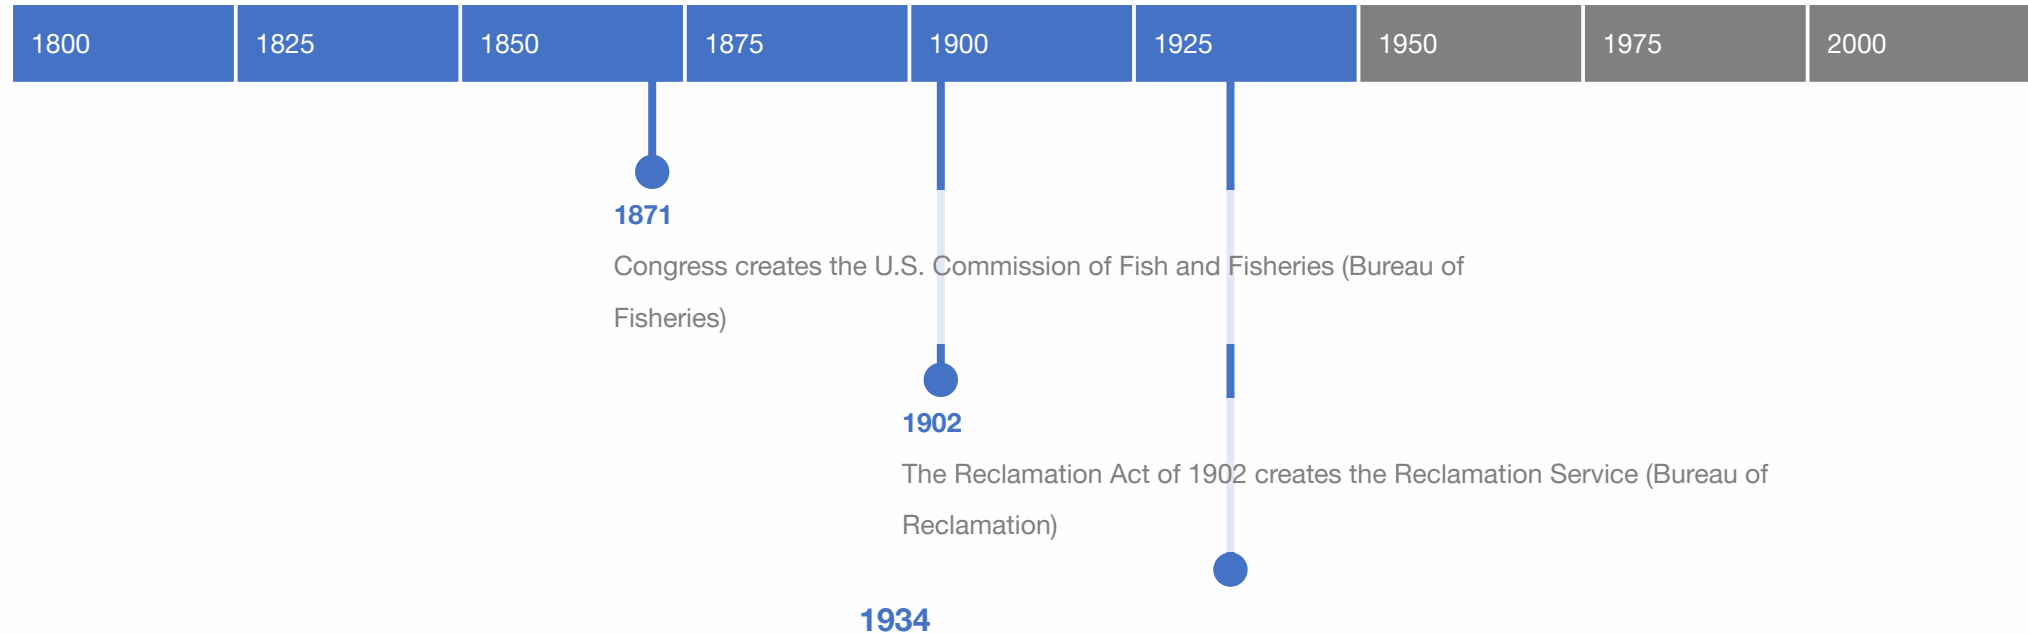 1800 1825 1850 1875 1900 1925 1950 1975 2000
1871
Congress creates the U.S. Commission of Fish and Fisheries (Bureau of
Fisheries)
1902
The Reclamation Act of 1902 creates the Reclamation Service (Bureau of
Reclamation)
1934